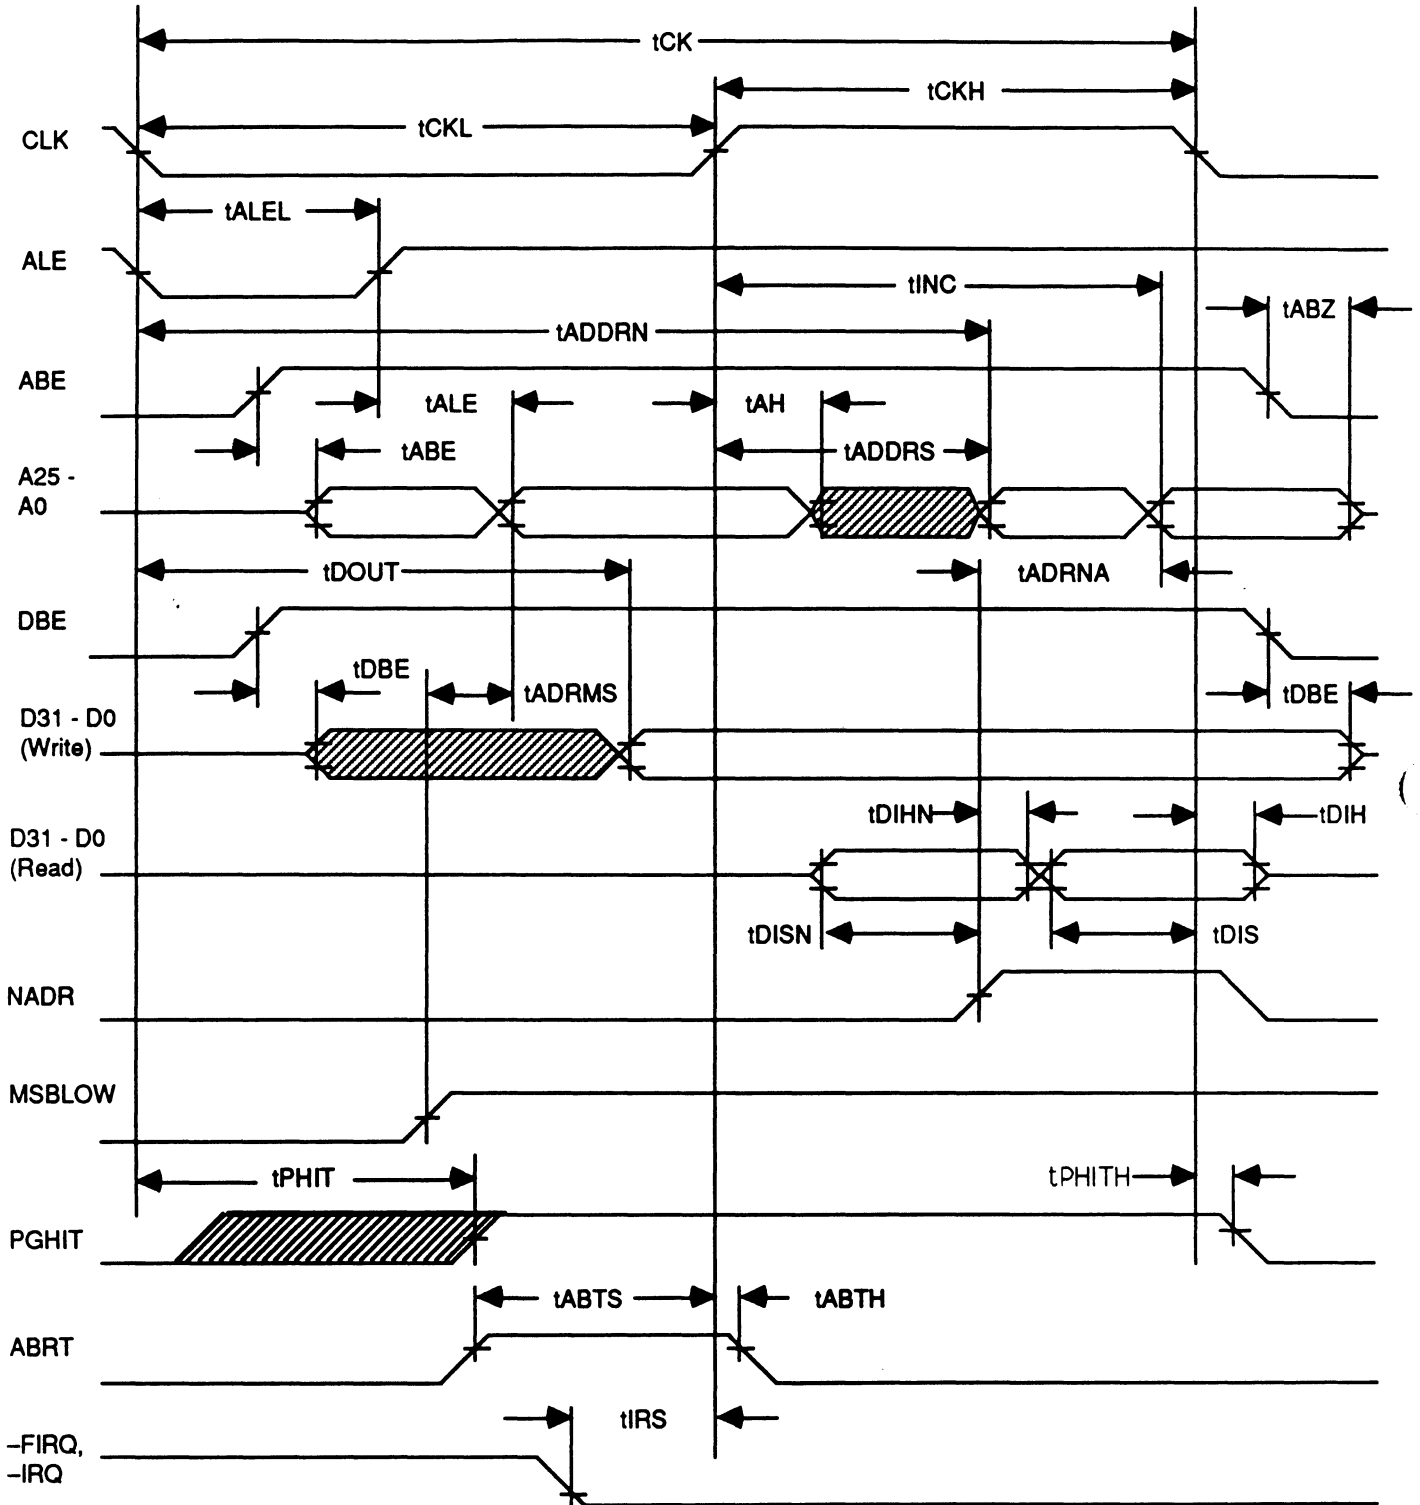 tCK
tCKH
tCKL
CLK
tALEL
ALE
tINC
tABZ
tADDRN
ABE
tALE
tAH
tABE
tADDRS
A25 -
A0
tDOUT
tADRNA
DBE
tDBE
tADRMS
tDBE
D31 - D0
(Write)
tDIHN
tDIH
D31 - D0
(Read)
tDISN
tDIS
NADR
MSBLOW
tPHIT
tPHITH
PGHIT
tABTS
tABTH
ABRT
tIRS
–FIRQ,
–IRQ